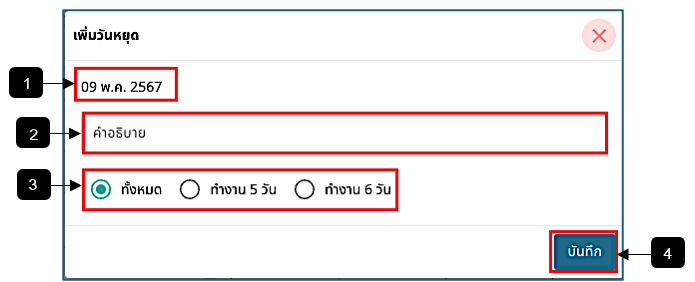 เพิ่มวันหยุด
1
09 พ.ค. 2567
2
คำอธิบาย
3
ทั้งหมด ทำงาน 5 วัน ทำงาน 6 วัน
บันทึก
4